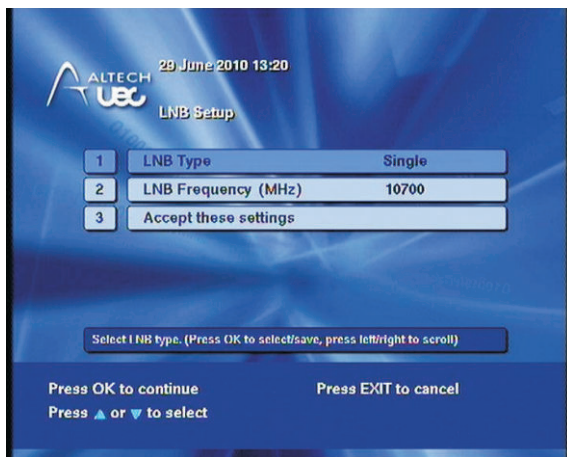 ALTECH
UEC
29 June 2010 13:20
LNB Setup
1 LNB Type Single
2 LNB Frequency (MHz) 10700
3 Accept these settings
Select LNB type. (Press OK to select/save, press left/right to scroll)
Press OK to continue Press EXIT to cancel
Press ▲ or ▼ to select